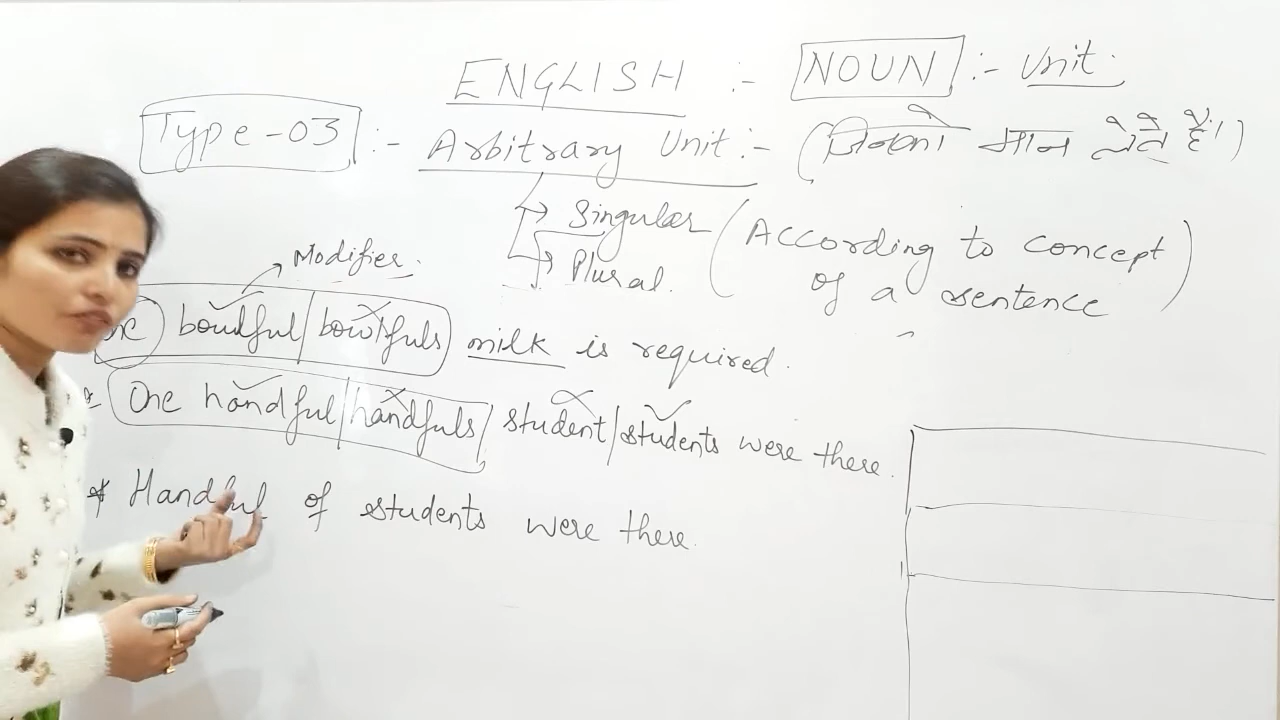 ENGLISH :- NOUN :- Unit.
Type-03 :- Arbitrary Unit :- (जिनको मान लेते हैं।)
Singular
Plural.
(According to concept
of a sentence)
Modifier.
bowlful/bowlfuls milk is required.
One handful/handfuls/student/students were there.
* Handful of students were there.